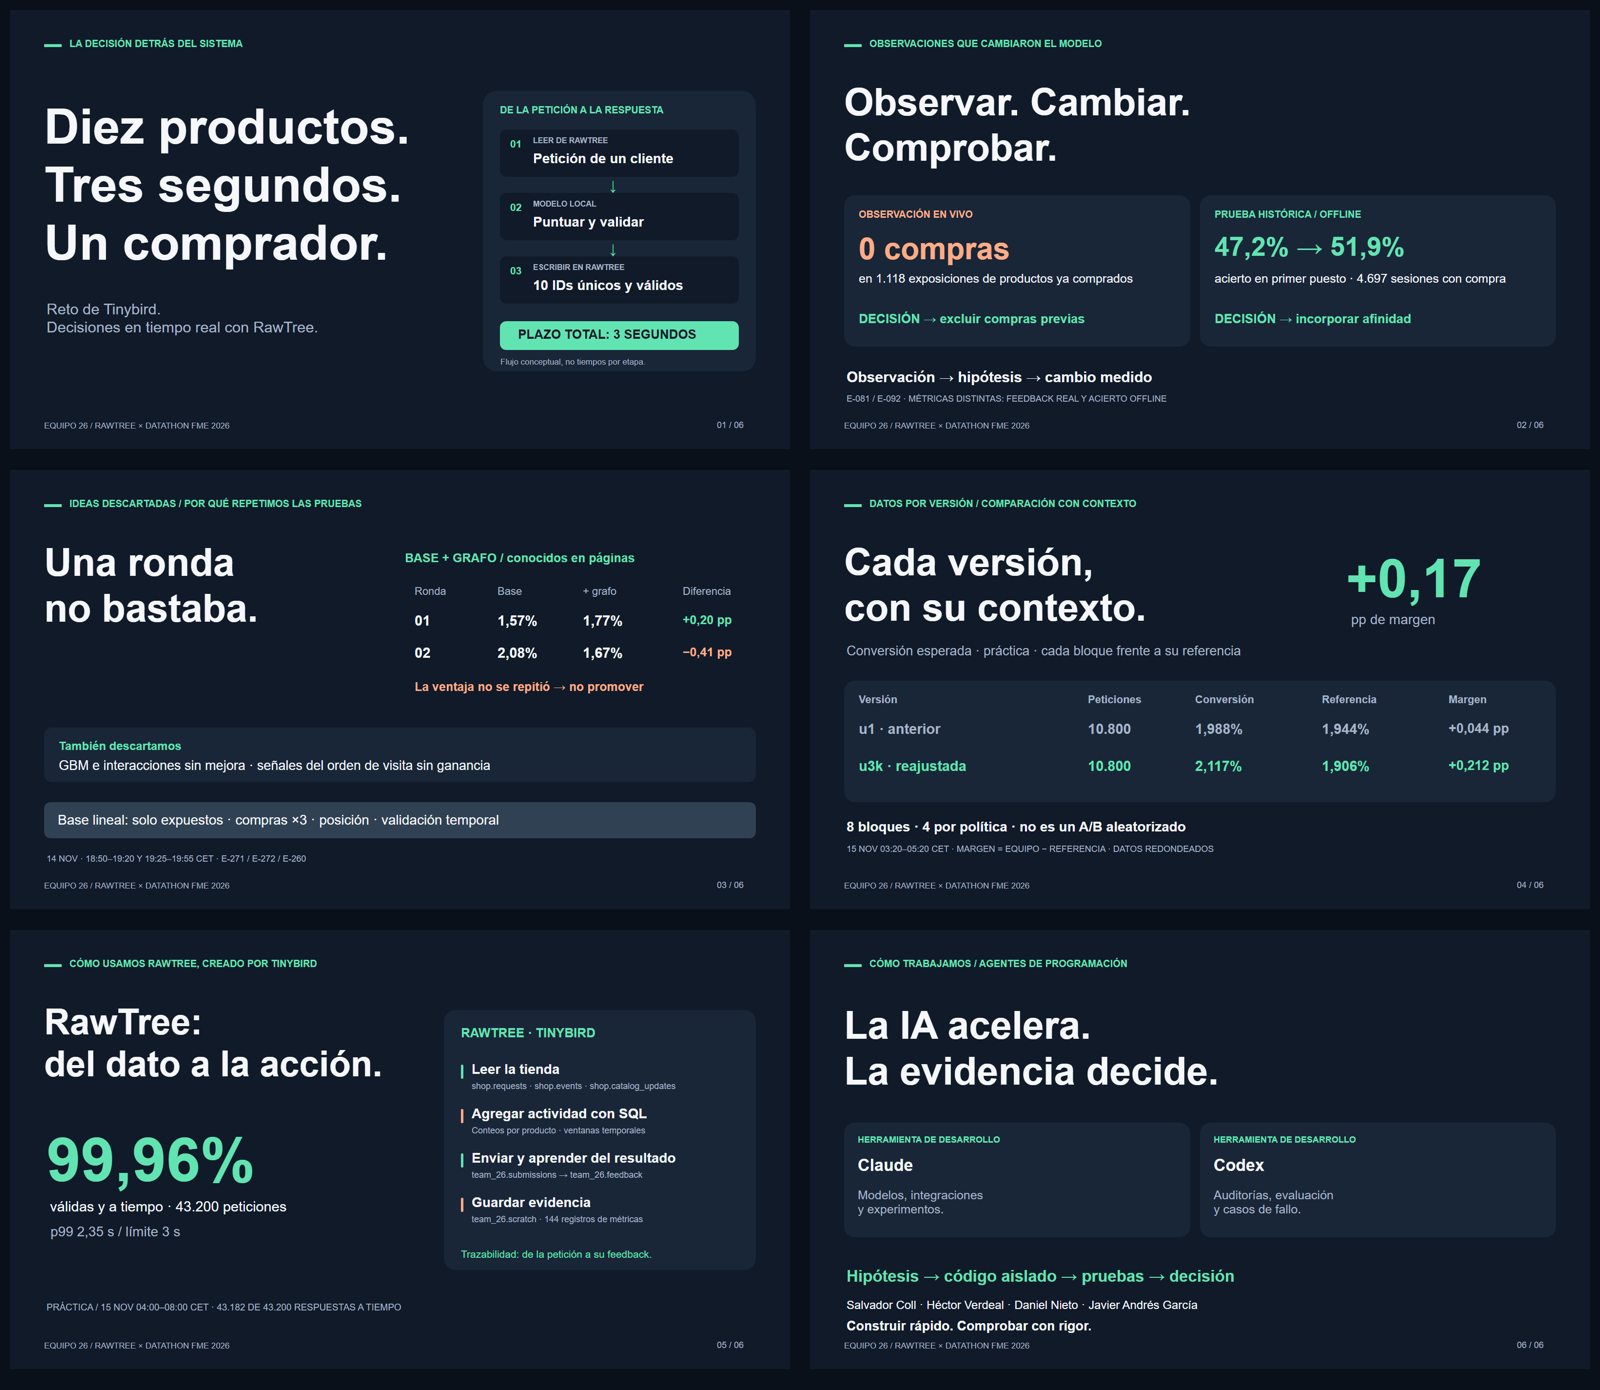 LA DECISIÓN DETRÁS DEL SISTEMA
Diez productos.
Tres segundos.
Un comprador.
Reto de Tinybird.
Decisiones en tiempo real con RawTree.
DE LA PETICIÓN A LA RESPUESTA
01
LEER DE RAWTREE
Petición de un cliente
↓
02
MODELO LOCAL
Puntuar y validar
↓
03
ESCRIBIR EN RAWTREE
10 IDs únicos y válidos
PLAZO TOTAL: 3 SEGUNDOS
Flujo conceptual, no tiempos por etapa.
EQUIPO 26 / RAWTREE × DATATHON FME 2026
01 / 06
OBSERVACIONES QUE CAMBIARON EL MODELO
Observar. Cambiar.
Comprobar.
OBSERVACIÓN EN VIVO
0 compras
en 1.118 exposiciones de productos ya comprados
DECISIÓN → excluir compras previas
PRUEBA HISTÓRICA / OFFLINE
47,2% → 51,9%
acierto en primer puesto · 4.697 sesiones con compra
DECISIÓN → incorporar afinidad
Observación → hipótesis → cambio medido
E-081 / E-092 · MÉTRICAS DISTINTAS: FEEDBACK REAL Y ACIERTO OFFLINE
EQUIPO 26 / RAWTREE × DATATHON FME 2026
02 / 06
IDEAS DESCARTADAS / POR QUÉ REPETIMOS LAS PRUEBAS
Una ronda
no bastaba.
BASE + GRAFO / conocidos en páginas
Ronda Base + grafo Diferencia
01 1,57% 1,77% +0,20 pp
02 2,08% 1,67% −0,41 pp
La ventaja no se repitió → no promover
También descartamos
GBM e interacciones sin mejora · señales del orden de visita sin ganancia
Base lineal: solo expuestos · compras ×3 · posición · validación temporal
14 NOV · 18:50–19:20 Y 19:25–19:55 CET · E-271 / E-272 / E-260
EQUIPO 26 / RAWTREE × DATATHON FME 2026
03 / 06
DATOS POR VERSIÓN / COMPARACIÓN CON CONTEXTO
Cada versión,
con su contexto.
+0,17
pp de margen
Conversión esperada · práctica · cada bloque frente a su referencia
Versión Peticiones Conversión Referencia Margen
u1 · anterior 10.800 1,988% 1,944% +0,044 pp
u3k · reajustada 10.800 2,117% 1,906% +0,212 pp
8 bloques · 4 por política · no es un A/B aleatorizado
15 NOV 03:20–05:20 CET · MARGEN = EQUIPO − REFERENCIA · DATOS REDONDEADOS
EQUIPO 26 / RAWTREE × DATATHON FME 2026
04 / 06
CÓMO USAMOS RAWTREE, CREADO POR TINYBIRD
RawTree:
del dato a la acción.
99,96%
válidas y a tiempo · 43.200 peticiones
p99 2,35 s / límite 3 s
RAWTREE · TINYBIRD
Leer la tienda
shop.requests · shop.events · shop.catalog_updates
Agregar actividad con SQL
Conteos por producto · ventanas temporales
Enviar y aprender del resultado
team_26.submissions → team_26.feedback
Guardar evidencia
team_26.scratch · 144 registros de métricas
Trazabilidad: de la petición a su feedback.
PRÁCTICA / 15 NOV 04:00–08:00 CET · 43.182 DE 43.200 RESPUESTAS A TIEMPO
EQUIPO 26 / RAWTREE × DATATHON FME 2026
05 / 06
CÓMO TRABAJAMOS / AGENTES DE PROGRAMACIÓN
La IA acelera.
La evidencia decide.
HERRAMIENTA DE DESARROLLO
Claude
Modelos, integraciones
y experimentos.
HERRAMIENTA DE DESARROLLO
Codex
Auditorías, evaluación
y casos de fallo.
Hipótesis → código aislado → pruebas → decisión
Salvador Coll · Héctor Verdeal · Daniel Nieto · Javier Andrés García
Construir rápido. Comprobar con rigor.
EQUIPO 26 / RAWTREE × DATATHON FME 2026
06 / 06